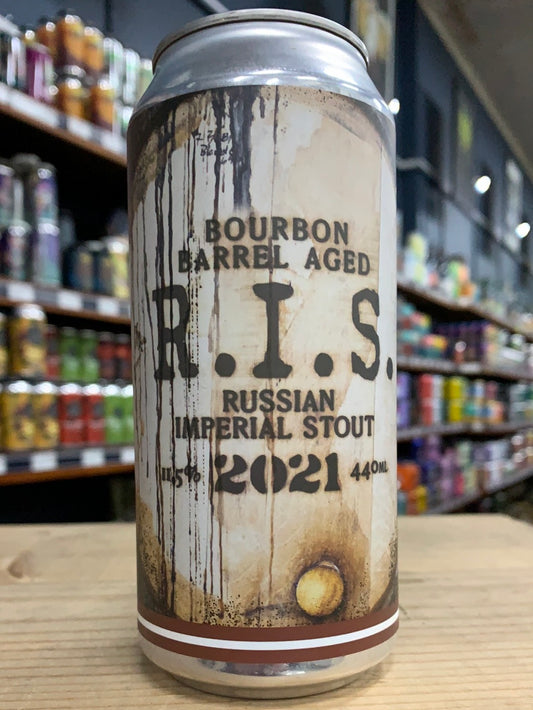 BOURBON
BARREL AGED
R.I.S.
RUSSIAN
IMPERIAL STOUT
11,5% 2021 440ML